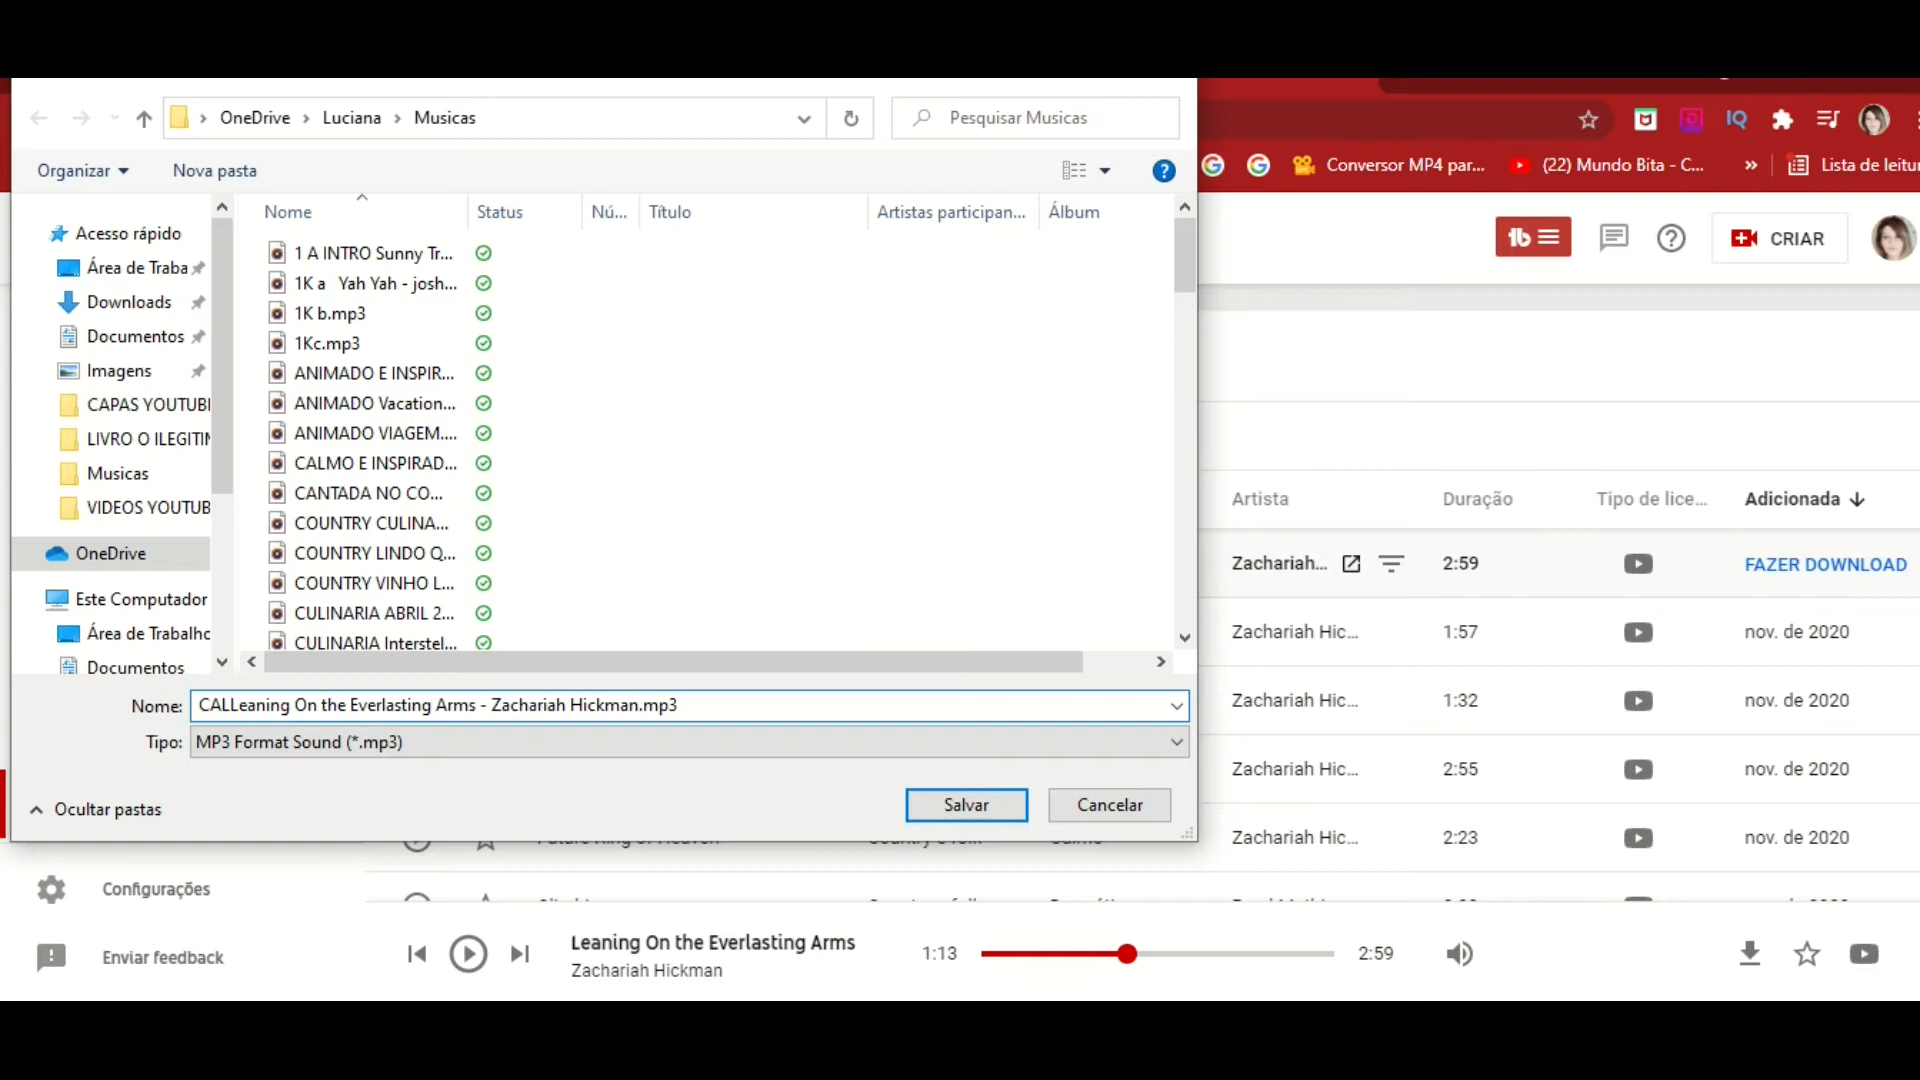 OneDrive › Luciana › Musicas
Pesquisar Musicas
Organizar
Nova pasta
?
IQ
Conversor MP4 par...
(22) Mundo Bita - C...
»
Lista de leitu
Nome
Status
Nú...
Título
Artistas participan...
Álbum
CRIAR
Acesso rápido
Área de Traba
Downloads
Documentos
Imagens
CAPAS YOUTUB
LIVRO O ILEGITI
Musicas
VIDEOS YOUTUB
OneDrive
Este Computador
Área de Trabalho
Documentos
1 A INTRO Sunny Tr...
1K a Yah Yah - josh...
1K b.mp3
1Kc.mp3
ANIMADO E INSPIR...
ANIMADO Vacation...
ANIMADO VIAGEM....
CALMO E INSPIRAD...
CANTADA NO CO...
COUNTRY CULINA...
COUNTRY LINDO Q...
COUNTRY VINHO L...
CULINARIA ABRIL 2...
CULINARIA Interstel...
Nome: CALLeaning On the Everlasting Arms - Zachariah Hickman.mp3
Tipo: MP3 Format Sound (*.mp3)
Ocultar pastas
Salvar
Cancelar
Artista Duração Tipo de lice... Adicionada
Zachariah... 2:59 FAZER DOWNLOAD
Zachariah Hic... 1:57 nov. de 2020
Zachariah Hic... 1:32 nov. de 2020
Zachariah Hic... 2:55 nov. de 2020
Zachariah Hic... 2:23 nov. de 2020
Configurações
Enviar feedback
Leaning On the Everlasting Arms
Zachariah Hickman
1:13
2:59